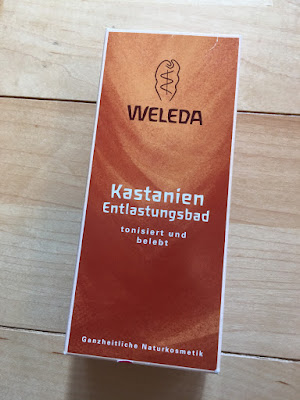 WELEDA
Kastanien
Entlastungsbad
tonisiert und
belebt
Ganzheitliche Naturkosmetik